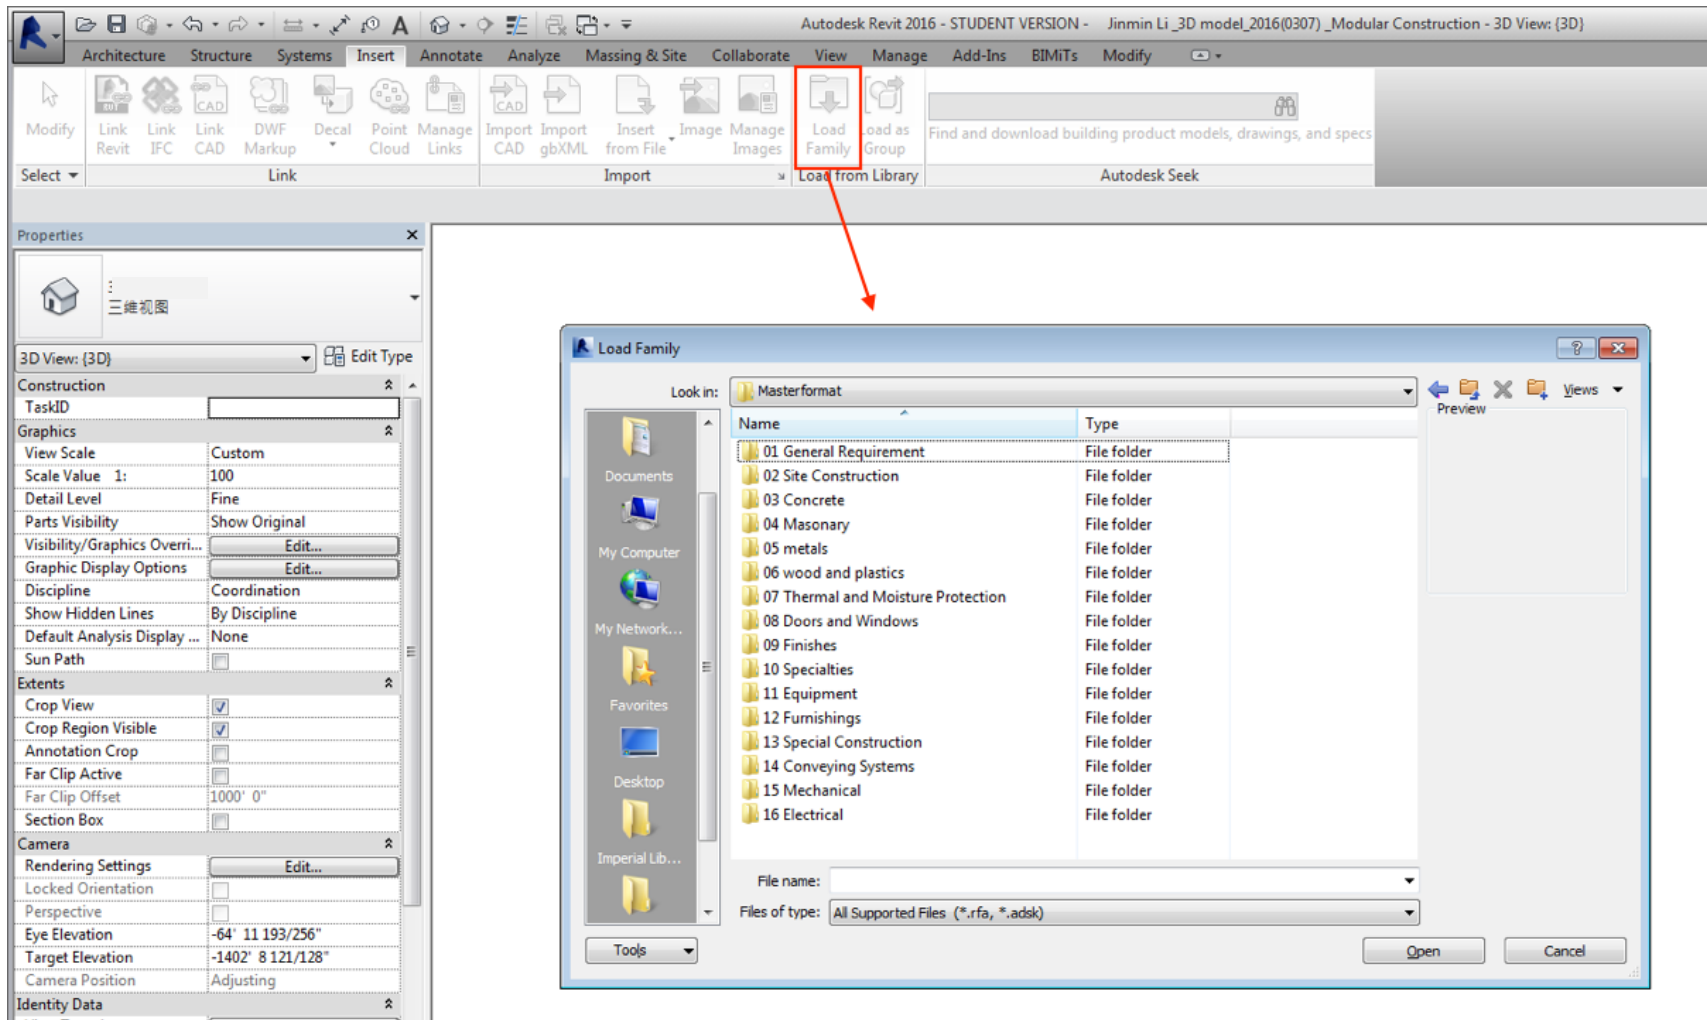 Autodesk Revit 2016 - STUDENT VERSION - Jinmin Li _3D model_2016(0307) _Modular Construction - 3D View: {3D}
Architecture Structure Systems Insert Annotate Analyze Massing & Site Collaborate View Manage Add-Ins BIMiTs Modify
Modify Link Revit Link IFC Link CAD DWF Markup Decal Point Cloud Manage Links Import CAD Import gbXML Insert from File Image Manage Images Load Family Load as Group Find and download building product models, drawings, and specs
Select Link Import Load from Library Autodesk Seek
Properties
三维视图
3D View: {3D} Edit Type
Construction
TaskID
Graphics
View Scale Custom
Scale Value 1: 100
Detail Level Fine
Parts Visibility Show Original
Visibility/Graphics Overri... Edit...
Graphic Display Options Edit...
Discipline Coordination
Show Hidden Lines By Discipline
Default Analysis Display ... None
Sun Path
Extents
Crop View
Crop Region Visible
Annotation Crop
Far Clip Active
Far Clip Offset 1000' 0"
Section Box
Camera
Rendering Settings Edit...
Locked Orientation
Perspective
Eye Elevation -64' 11 193/256"
Target Elevation -1402' 8 121/128"
Camera Position Adjusting
Identity Data
Load Family
Look in: Masterformat Views
Preview
Documents
My Computer
My Network...
Favorites
Desktop
Imperial Lib...
Name Type
01 General Requirement File folder
02 Site Construction File folder
03 Concrete File folder
04 Masonary File folder
05 metals File folder
06 wood and plastics File folder
07 Thermal and Moisture Protection File folder
08 Doors and Windows File folder
09 Finishes File folder
10 Specialties File folder
11 Equipment File folder
12 Furnishings File folder
13 Special Construction File folder
14 Conveying Systems File folder
15 Mechanical File folder
16 Electrical File folder
File name:
Files of type: All Supported Files (*.rfa, *.adsk)
Tools Open Cancel